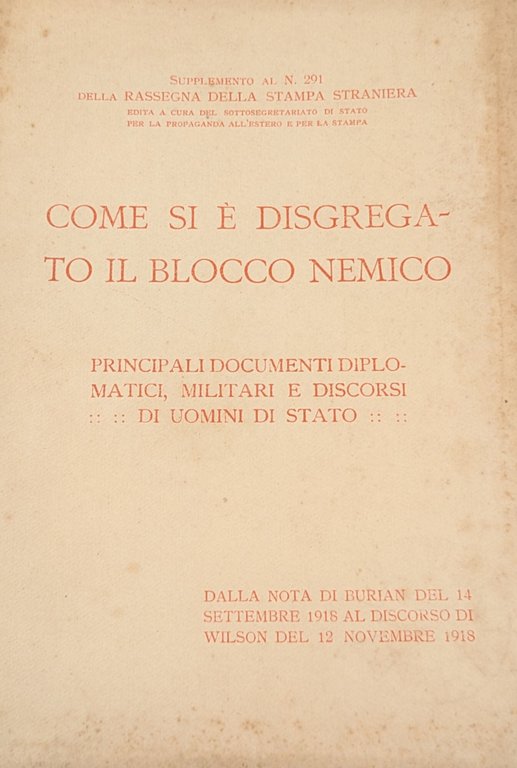 Supplemento al N. 291
della RASSEGNA DELLA STAMPA STRANIERA
edita a cura del sottosegretariato di stato
per la propaganda all'estero e per la stampa
COME SI È DISGREGA-
TO IL BLOCCO NEMICO
PRINCIPALI DOCUMENTI DIPLO-
MATICI, MILITARI E DISCORSI
:: :: DI UOMINI DI STATO :: ::
DALLA NOTA DI BURIAN DEL 14
SETTEMBRE 1918 AL DISCORSO DI
WILSON DEL 12 NOVEMBRE 1918